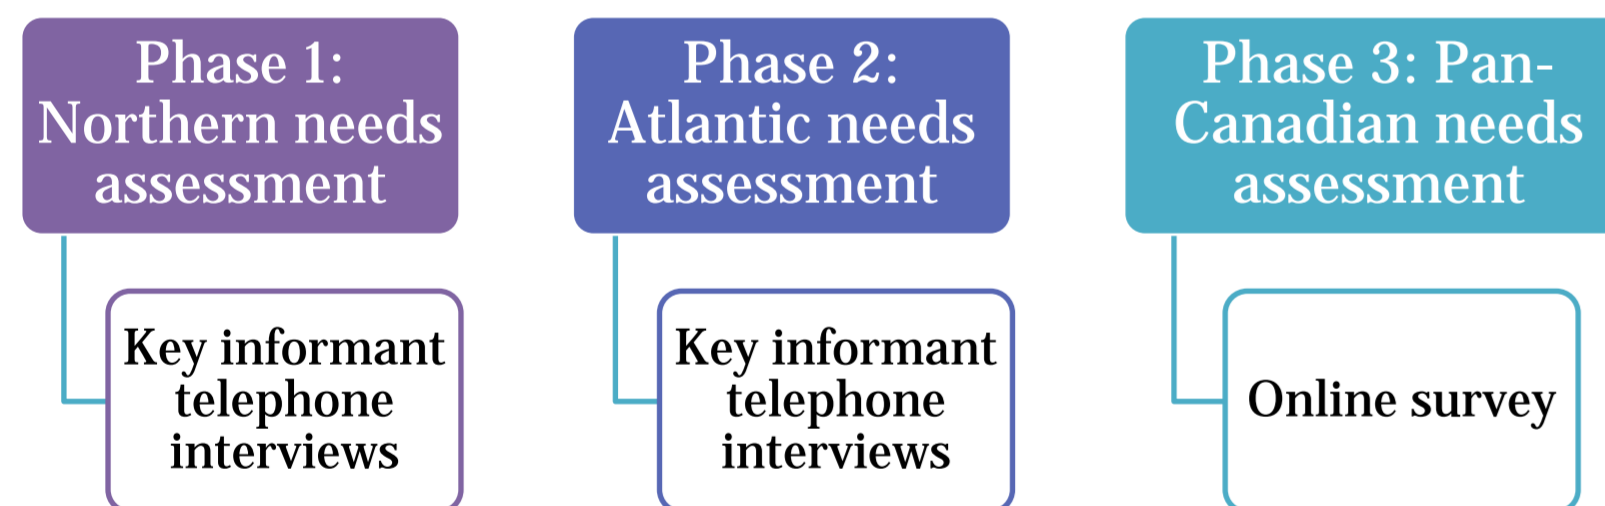 Phase 1:
Northern needs
assessment
Key informant
telephone
interviews
Phase 2:
Atlantic needs
assessment
Key informant
telephone
interviews
Phase 3: Pan-
Canadian needs
assessment
Online survey